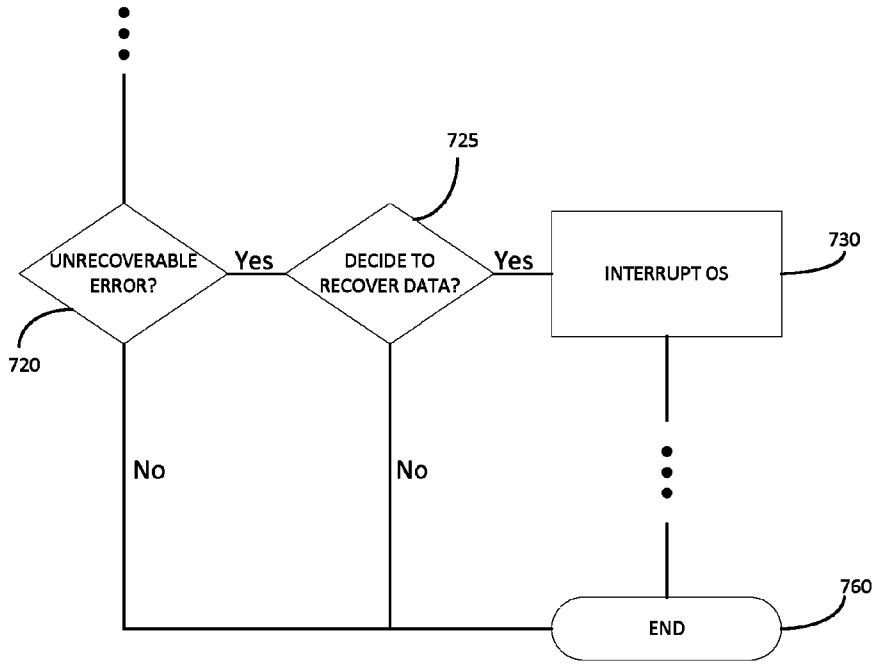 725
UNRECOVERABLE
ERROR?
Yes
DECIDE TO
RECOVER DATA?
Yes
INTERRUPT OS
730
720
No
No
END
760